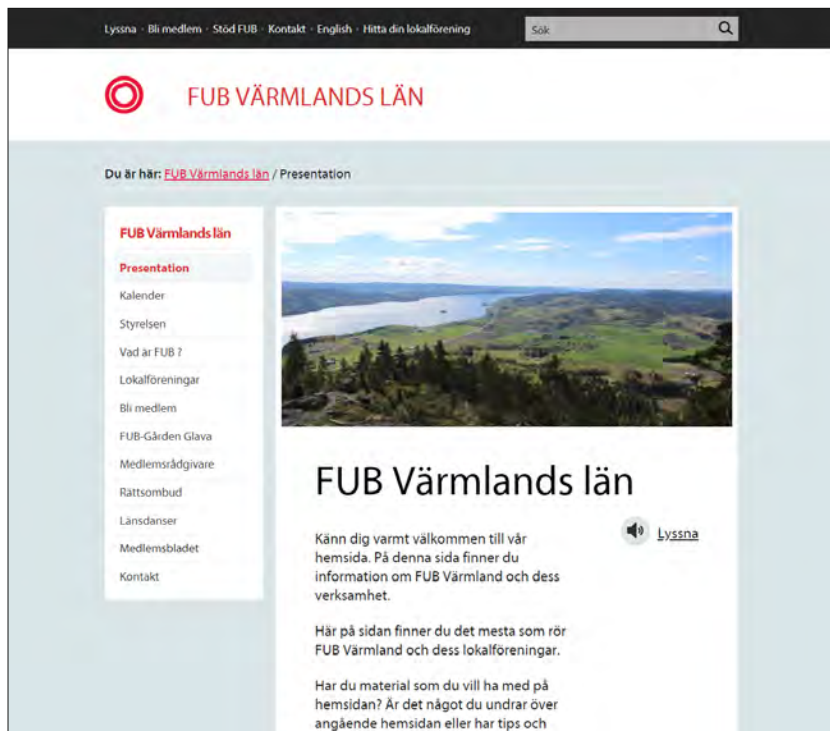 Lyssna · Bli medlem · Stöd FUB · Kontakt · English · Hitta din lokalförening
Sök
FUB VÄRMLANDS LÄN
Du är här: FUB Värmlands län / Presentation
FUB Värmlands län
Presentation
Kalender
Styrelsen
Vad är FUB ?
Lokalföreningar
Bli medlem
FUB-Gården Glava
Medlemsrådgivare
Rättsombud
Länsdanser
Medlemsbladet
Kontakt
FUB Värmlands län
Lyssna
Känn dig varmt välkommen till vår
hemsida. På denna sida finner du
information om FUB Värmland och dess
verksamhet.
Här på sidan finner du det mesta som rör
FUB Värmland och dess lokalföreningar.
Har du material som du vill ha med på
hemsidan? Är det något du undrar över
angående hemsidan eller har tips och